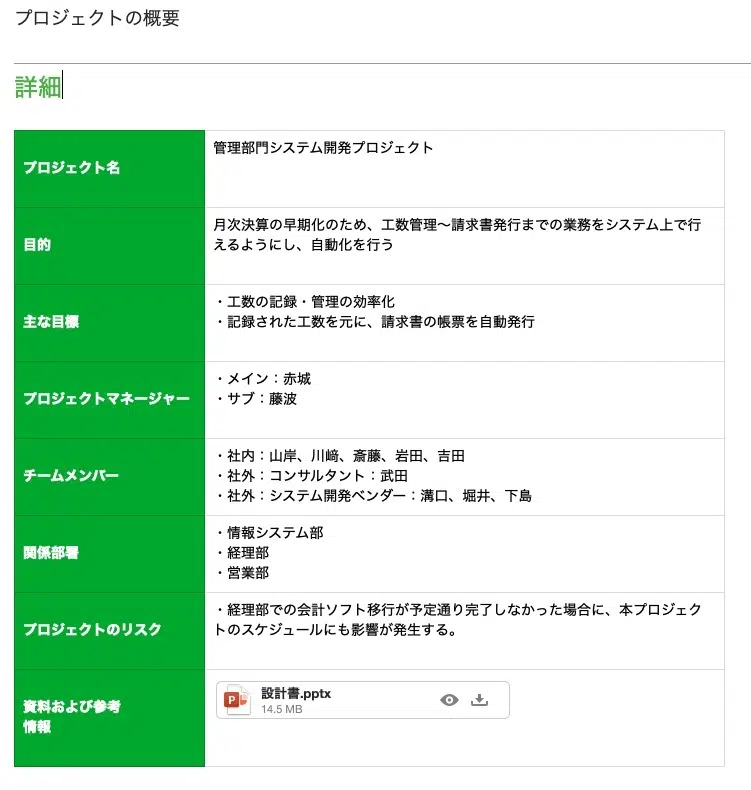 プロジェクトの概要
詳細
プロジェクト名
管理部門システム開発プロジェクト
目的
月次決算の早期化のため、工数管理〜請求書発行までの業務をシステム上で行
えるようにし、自動化を行う
主な目標
・工数の記録・管理の効率化
・記録された工数を元に、請求書の帳票を自動発行
プロジェクトマネージャー
・メイン：赤城
・サブ：藤波
チームメンバー
・社内：山岸、川﨑、斎藤、岩田、吉田
・社外：コンサルタント：武田
・社外：システム開発ベンダー：溝口、堀井、下島
関係部署
・情報システム部
・経理部
・営業部
プロジェクトのリスク
・経理部での会計ソフト移行が予定通り完了しなかった場合に、本プロジェク
トのスケジュールにも影響が発生する。
資料および参考
情報
P
設計書.pptx
14.5 MB